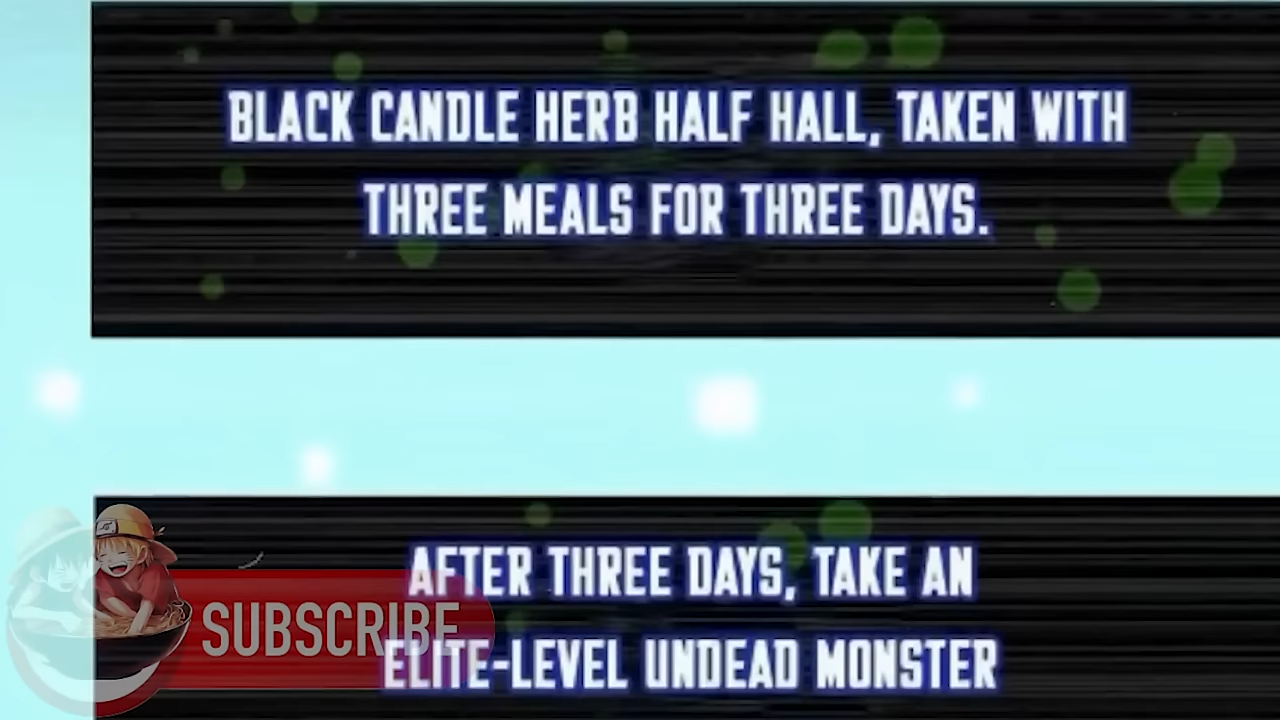 BLACK CANDLE HERB HALF HALL, TAKEN WITH
THREE MEALS FOR THREE DAYS.
AFTER THREE DAYS, TAKE AN
ELITE-LEVEL UNDEAD MONSTER
SUBSCRIBE